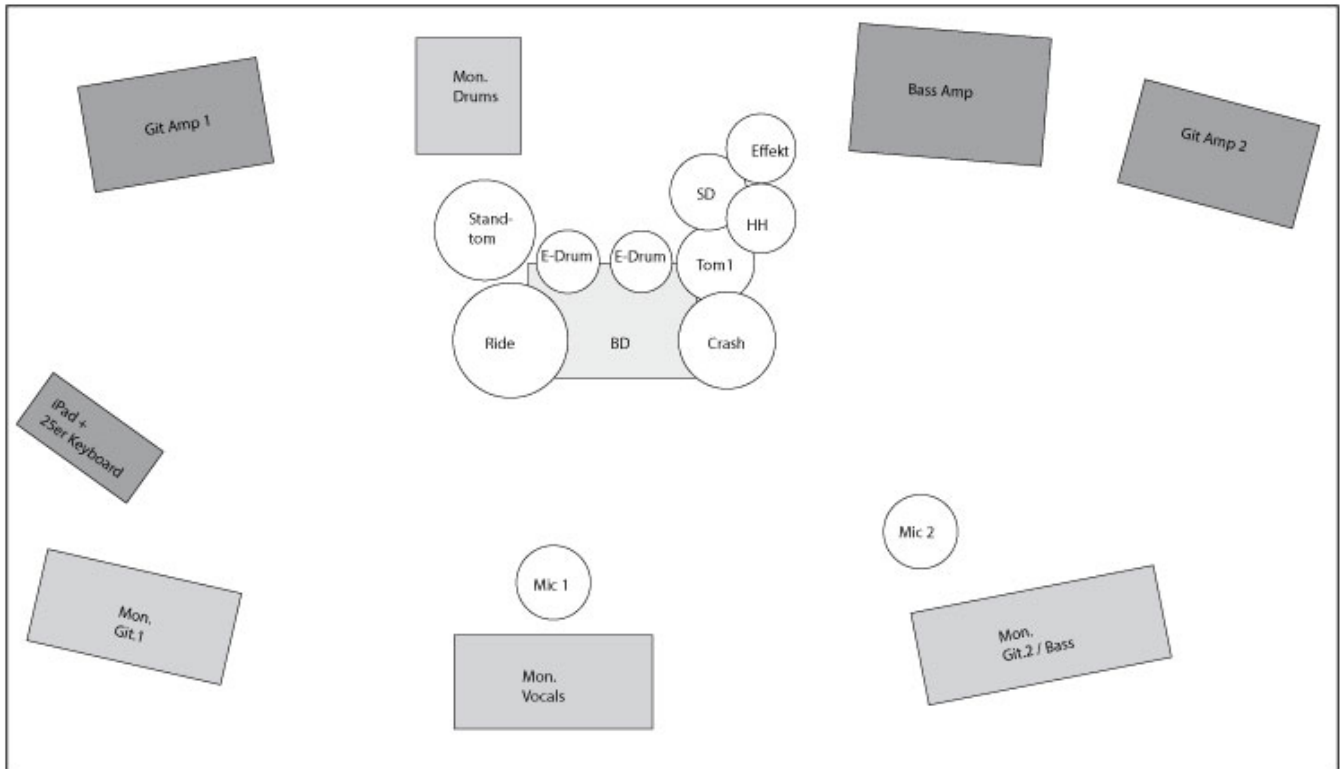 Git Amp 1
Mon.
Drums
Bass Amp
Git Amp 2
Effekt
SD
HH
Stand-
tom
E-Drum
E-Drum
Tom1
Ride
BD
Crash
iPad +
25er Keyboard
Mic 2
Mic 1
Mon.
Git.1
Mon.
Vocals
Mon.
Git.2 / Bass